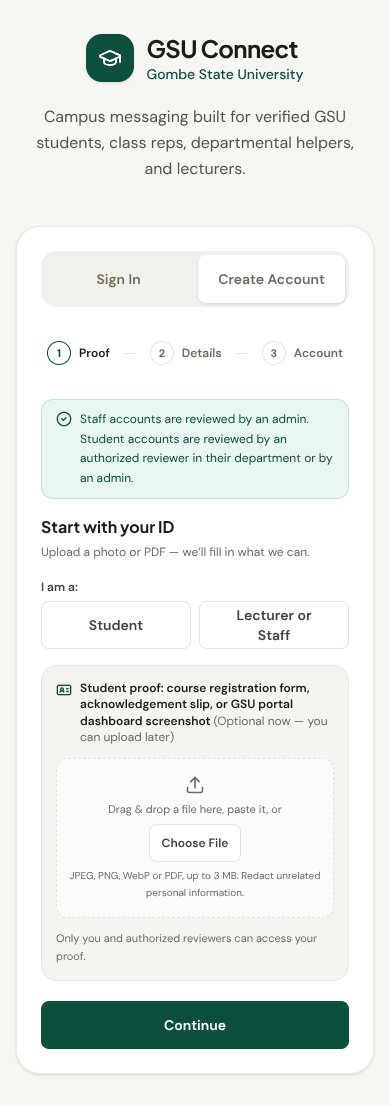 GSU Connect
Gombe State University
Campus messaging built for verified GSU
students, class reps, departmental helpers,
and lecturers.
Sign In
Create Account
1 Proof
2 Details
3 Account
Staff accounts are reviewed by an admin.
Student accounts are reviewed by an
authorized reviewer in their department or by
an admin.
Start with your ID
Upload a photo or PDF — we'll fill in what we can.
I am a:
Student
Lecturer or
Staff
Student proof: course registration form,
acknowledgement slip, or GSU portal
dashboard screenshot (Optional now — you
can upload later)
Drag & drop a file here, paste it, or
Choose File
JPEG, PNG, WebP or PDF, up to 3 MB. Redact unrelated
personal information.
Only you and authorized reviewers can access your
proof.
Continue